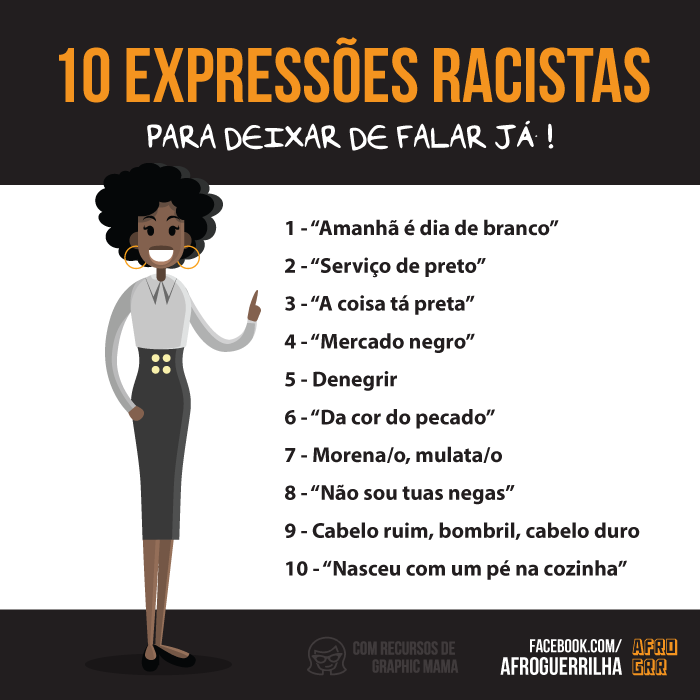 10 EXPRESSÕES RACISTAS
PARA DEIXAR DE FALAR JÁ!
1 - “Amanhã é dia de branco”
2 - “Serviço de preto”
3 - “A coisa tá preta”
4 - “Mercado negro”
5 - Denegrir
6 - “Da cor do pecado”
7 - Morena/o, mulata/o
8 - “Não sou tuas negas”
9 - Cabelo ruim, bombril, cabelo duro
10 - “Nasceu com um pé na cozinha”
COM RECURSOS DE
GRAPHIC MAMA
FACEBOOK.COM/
AFROGUERRILHA
AFRO
GRR